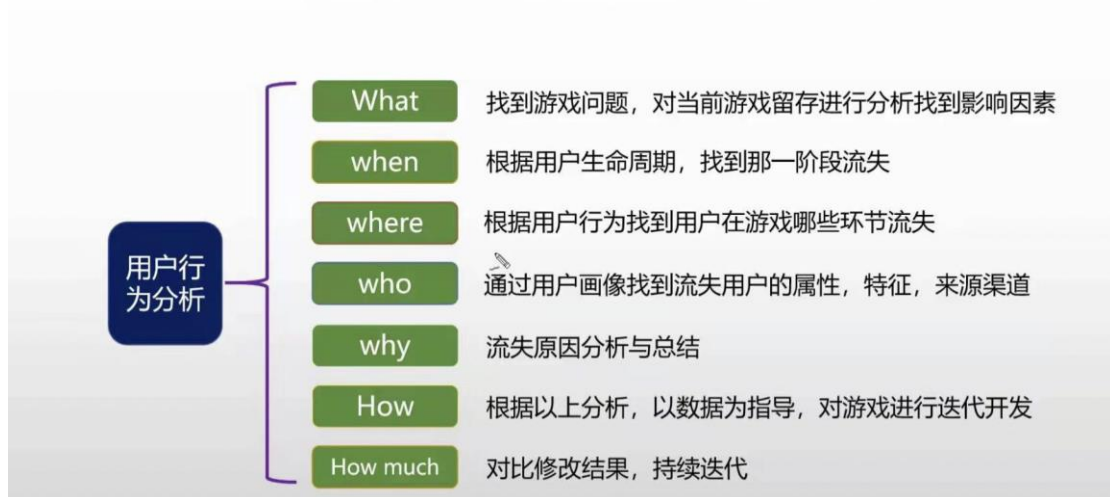 用户行
为分析
What
找到游戏问题，对当前游戏留存进行分析找到影响因素
when
根据用户生命周期，找到那一阶段流失
where
根据用户行为找到用户在游戏哪些环节流失
who
通过用户画像找到流失用户的属性，特征，来源渠道
why
流失原因分析与总结
How
根据以上分析，以数据为指导，对游戏进行迭代开发
How much
对比修改结果，持续迭代